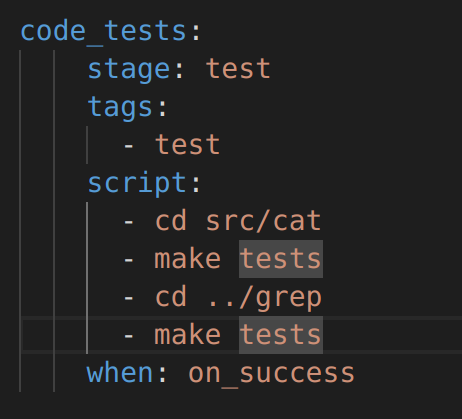 code_tests:
    stage: test
    tags:
      - test
    script:
      - cd src/cat
      - make tests
      - cd ../grep
      - make tests
    when: on_success